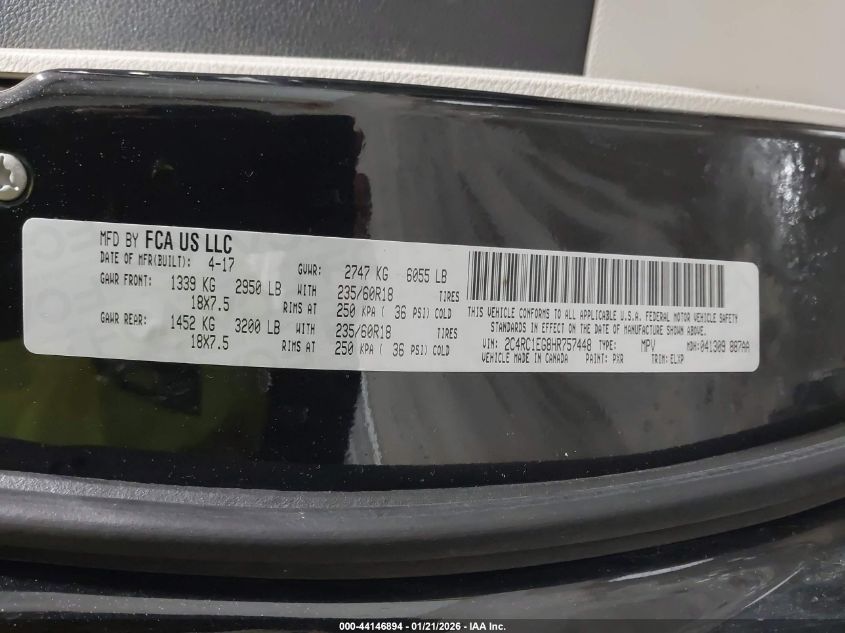 MFD BY FCA US LLC
DATE OF MFR(BUILT): 4-17 GVWR: 2747 KG 6055 LB
GAWR FRONT: 1339 KG 2950 LB WITH 235/60R18 TIRES
18X7.5 RIMS AT 250 KPA ( 36 PSI) COLD
GAWR REAR: 1452 KG 3200 LB WITH 235/60R18 TIRES
18X7.5 RIMS AT 250 KPA ( 36 PSI) COLD
THIS VEHICLE CONFORMS TO ALL APPLICABLE U.S.A. FEDERAL MOTOR VEHICLE SAFETY
STANDARDS IN EFFECT ON THE DATE OF MANUFACTURE SHOWN ABOVE.
VIN: 2C4RC1EG8HR757448 TYPE: MPV MDH:041309 887AA
VEHICLE MADE IN CANADA PAINT: PXR TRIM:ELXP
000-44146894 - 01/21/2026 - IAA Inc.